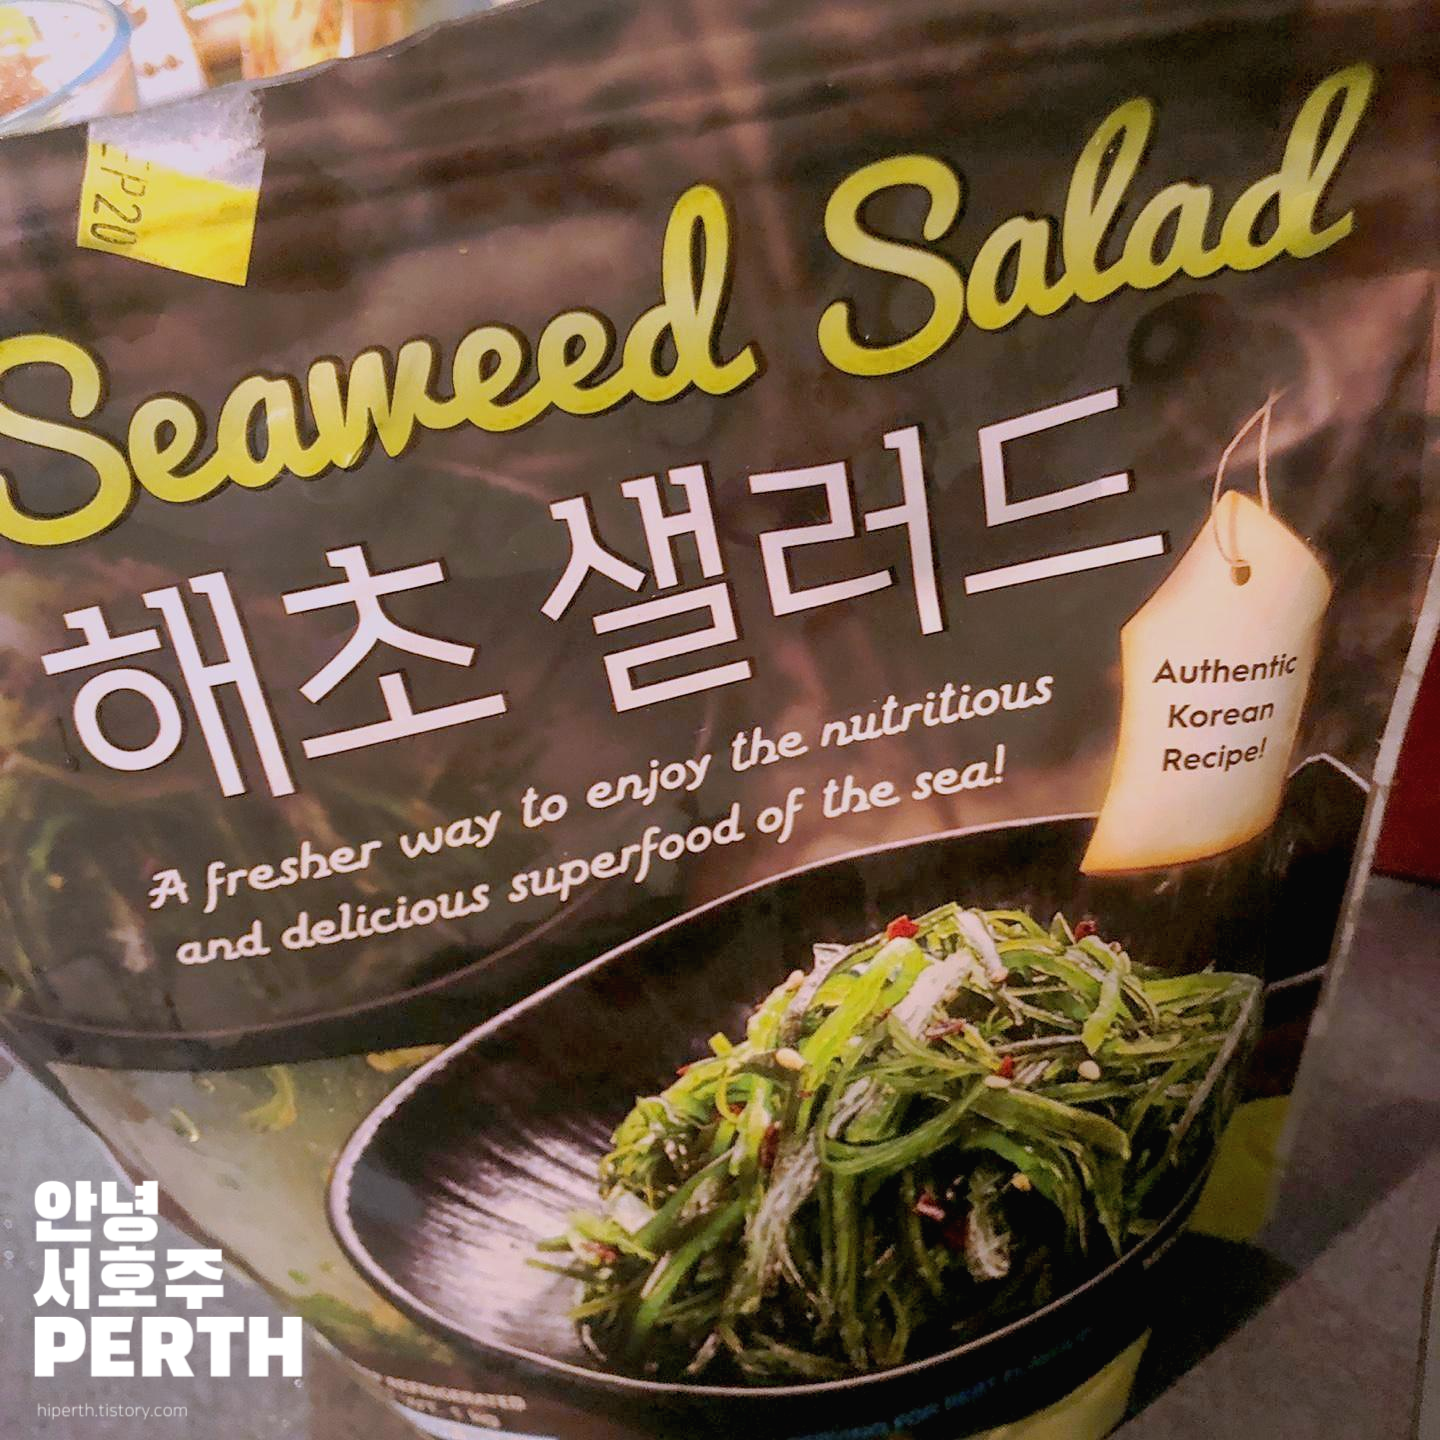 EP20
Seaweed Salad
해초 샐러드
A fresher way to enjoy the nutritious
and delicious superfood of the sea!
Authentic
Korean
Recipe!
REFRIGERATED
안녕
서호주
PERTH
hiperth.tistory.com